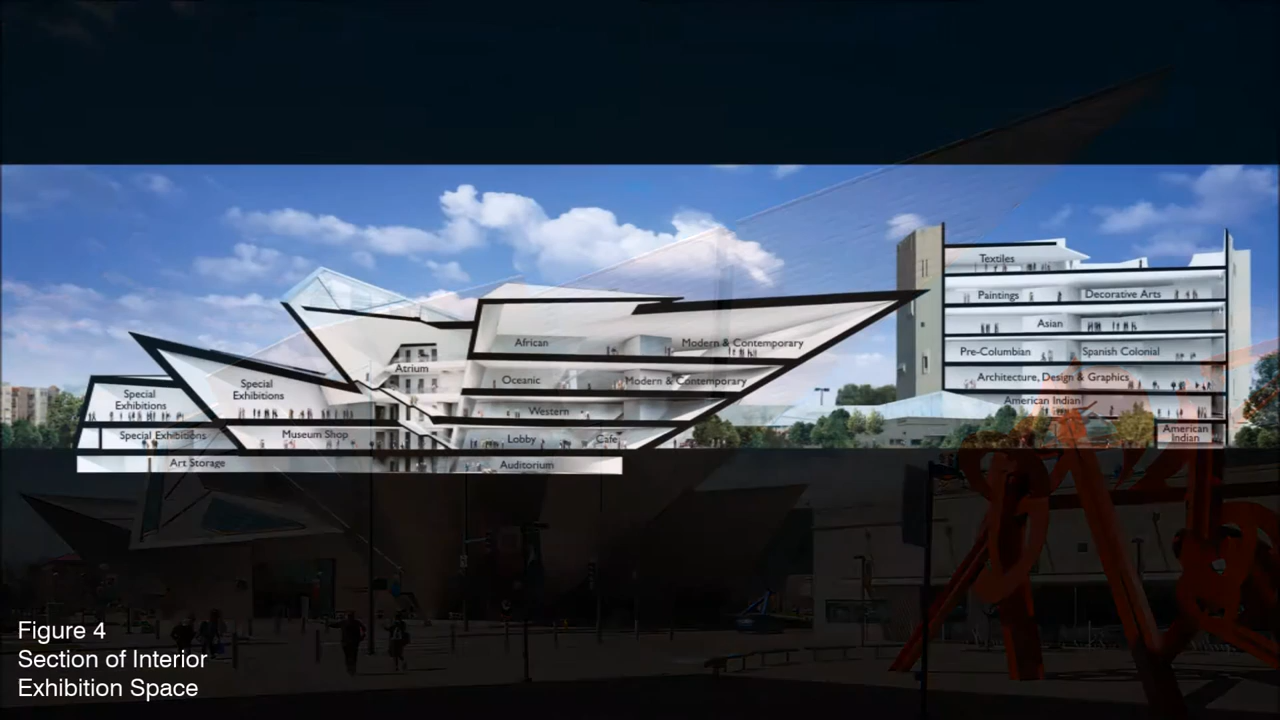 Textiles
Paintings
Decorative Arts
Asian
Pre-Columbian
Spanish Colonial
Architecture, Design & Graphics
American Indian
American
Indian
African
Modern & Contemporary
Atrium
Oceanic
Modern & Contemporary
Special
Exhibitions
Special
Exhibitions
Western
Special Exhibitions
Museum Shop
Lobby
Cafe
Art Storage
Auditorium
Figure 4
Section of Interior
Exhibition Space